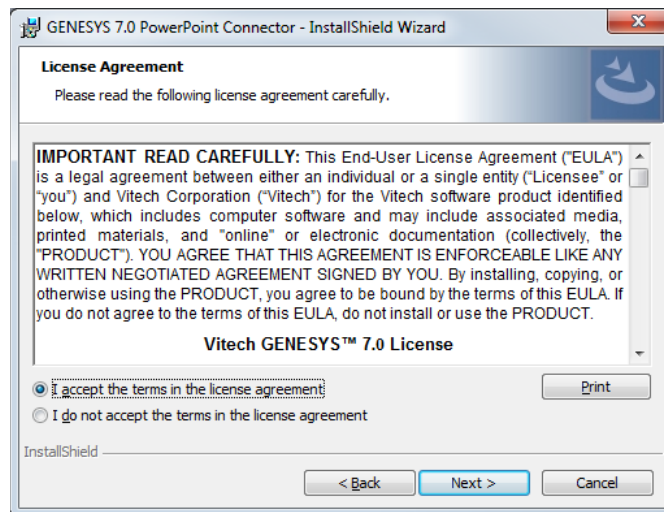 GENESYS 7.0 PowerPoint Connector - InstallShield Wizard
License Agreement
Please read the following license agreement carefully.
IMPORTANT READ CAREFULLY: This End-User License Agreement ("EULA")
is a legal agreement between either an individual or a single entity (“Licensee” or
“you”) and Vitech Corporation (“Vitech”) for the Vitech software product identified
below, which includes computer software and may include associated media,
printed materials, and "online" or electronic documentation (collectively, the
"PRODUCT"). YOU AGREE THAT THIS AGREEMENT IS ENFORCEABLE LIKE ANY
WRITTEN NEGOTIATED AGREEMENT SIGNED BY YOU. By installing, copying, or
otherwise using the PRODUCT, you agree to be bound by the terms of this EULA. If
you do not agree to the terms of this EULA, do not install or use the PRODUCT.
Vitech GENESYS™ 7.0 License
I accept the terms in the license agreement
Print
I do not accept the terms in the license agreement
InstallShield
< Back
Next >
Cancel